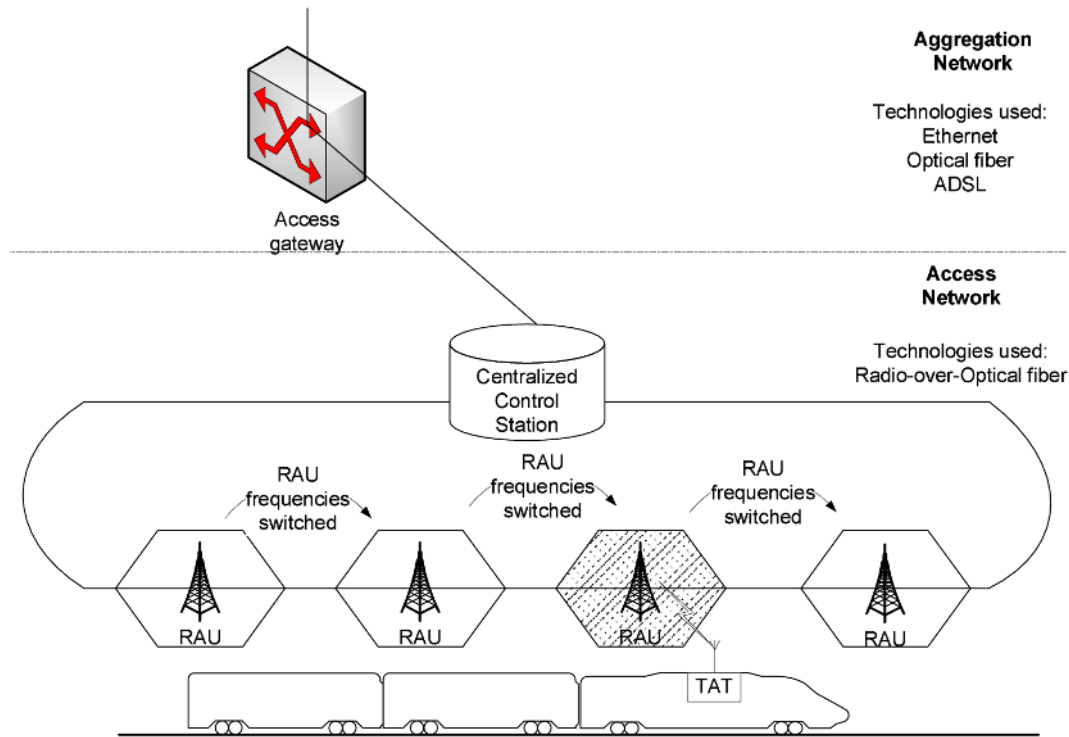 Aggregation
Network
Technologies used:
Ethernet
Optical fiber
ADSL
Access
gateway
Access
Network
Technologies used:
Radio-over-Optical fiber
Centralized
Control
Station
RAU
frequencies
switched
RAU
frequencies
switched
RAU
frequencies
switched
RAU
RAU
RAU
RAU
TAT